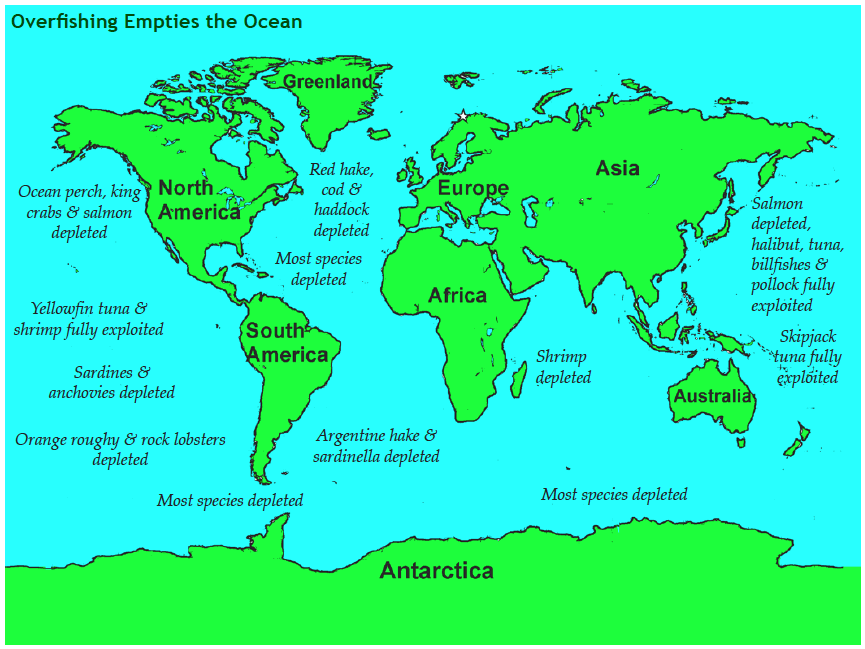 Overfishing Empties the Ocean
Greenland
Red hake,
cod &
haddock
depleted
Ocean perch, king
crabs & salmon
depleted
North
America
Europe
Asia
Salmon
depleted,
halibut, tuna,
billfishes &
pollock fully
exploited
Most species
depleted
Yellowfin tuna &
shrimp fully exploited
Africa
South
America
Skipjack
tuna fully
exploited
Shrimp
depleted
Sardines &
anchovies depleted
Australia
Orange roughy & rock lobsters
depleted
Argentine hake &
sardinella depleted
Most species depleted
Most species depleted
Antarctica